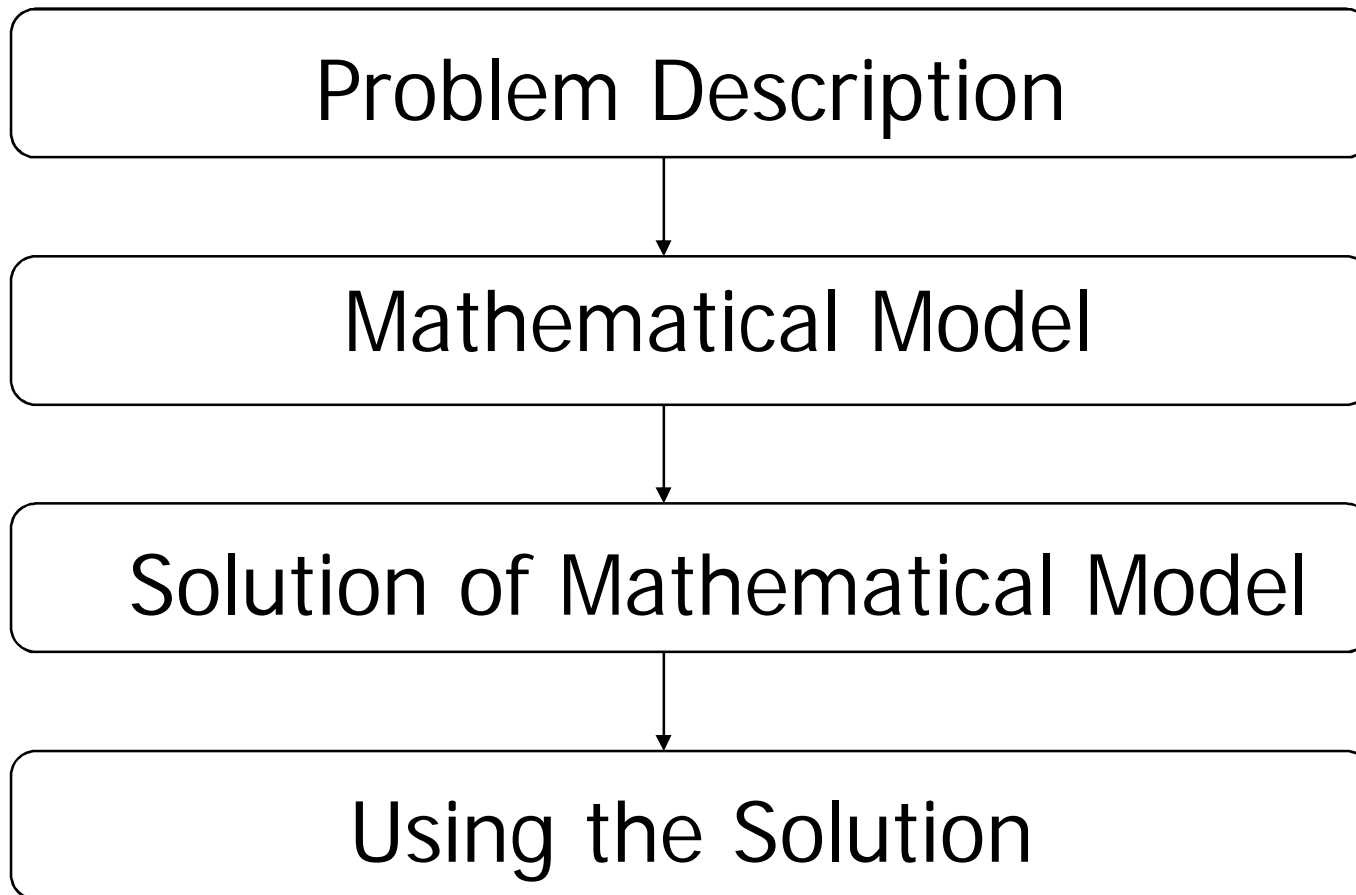 Problem Description
Mathematical Model
Solution of Mathematical Model
Using the Solution